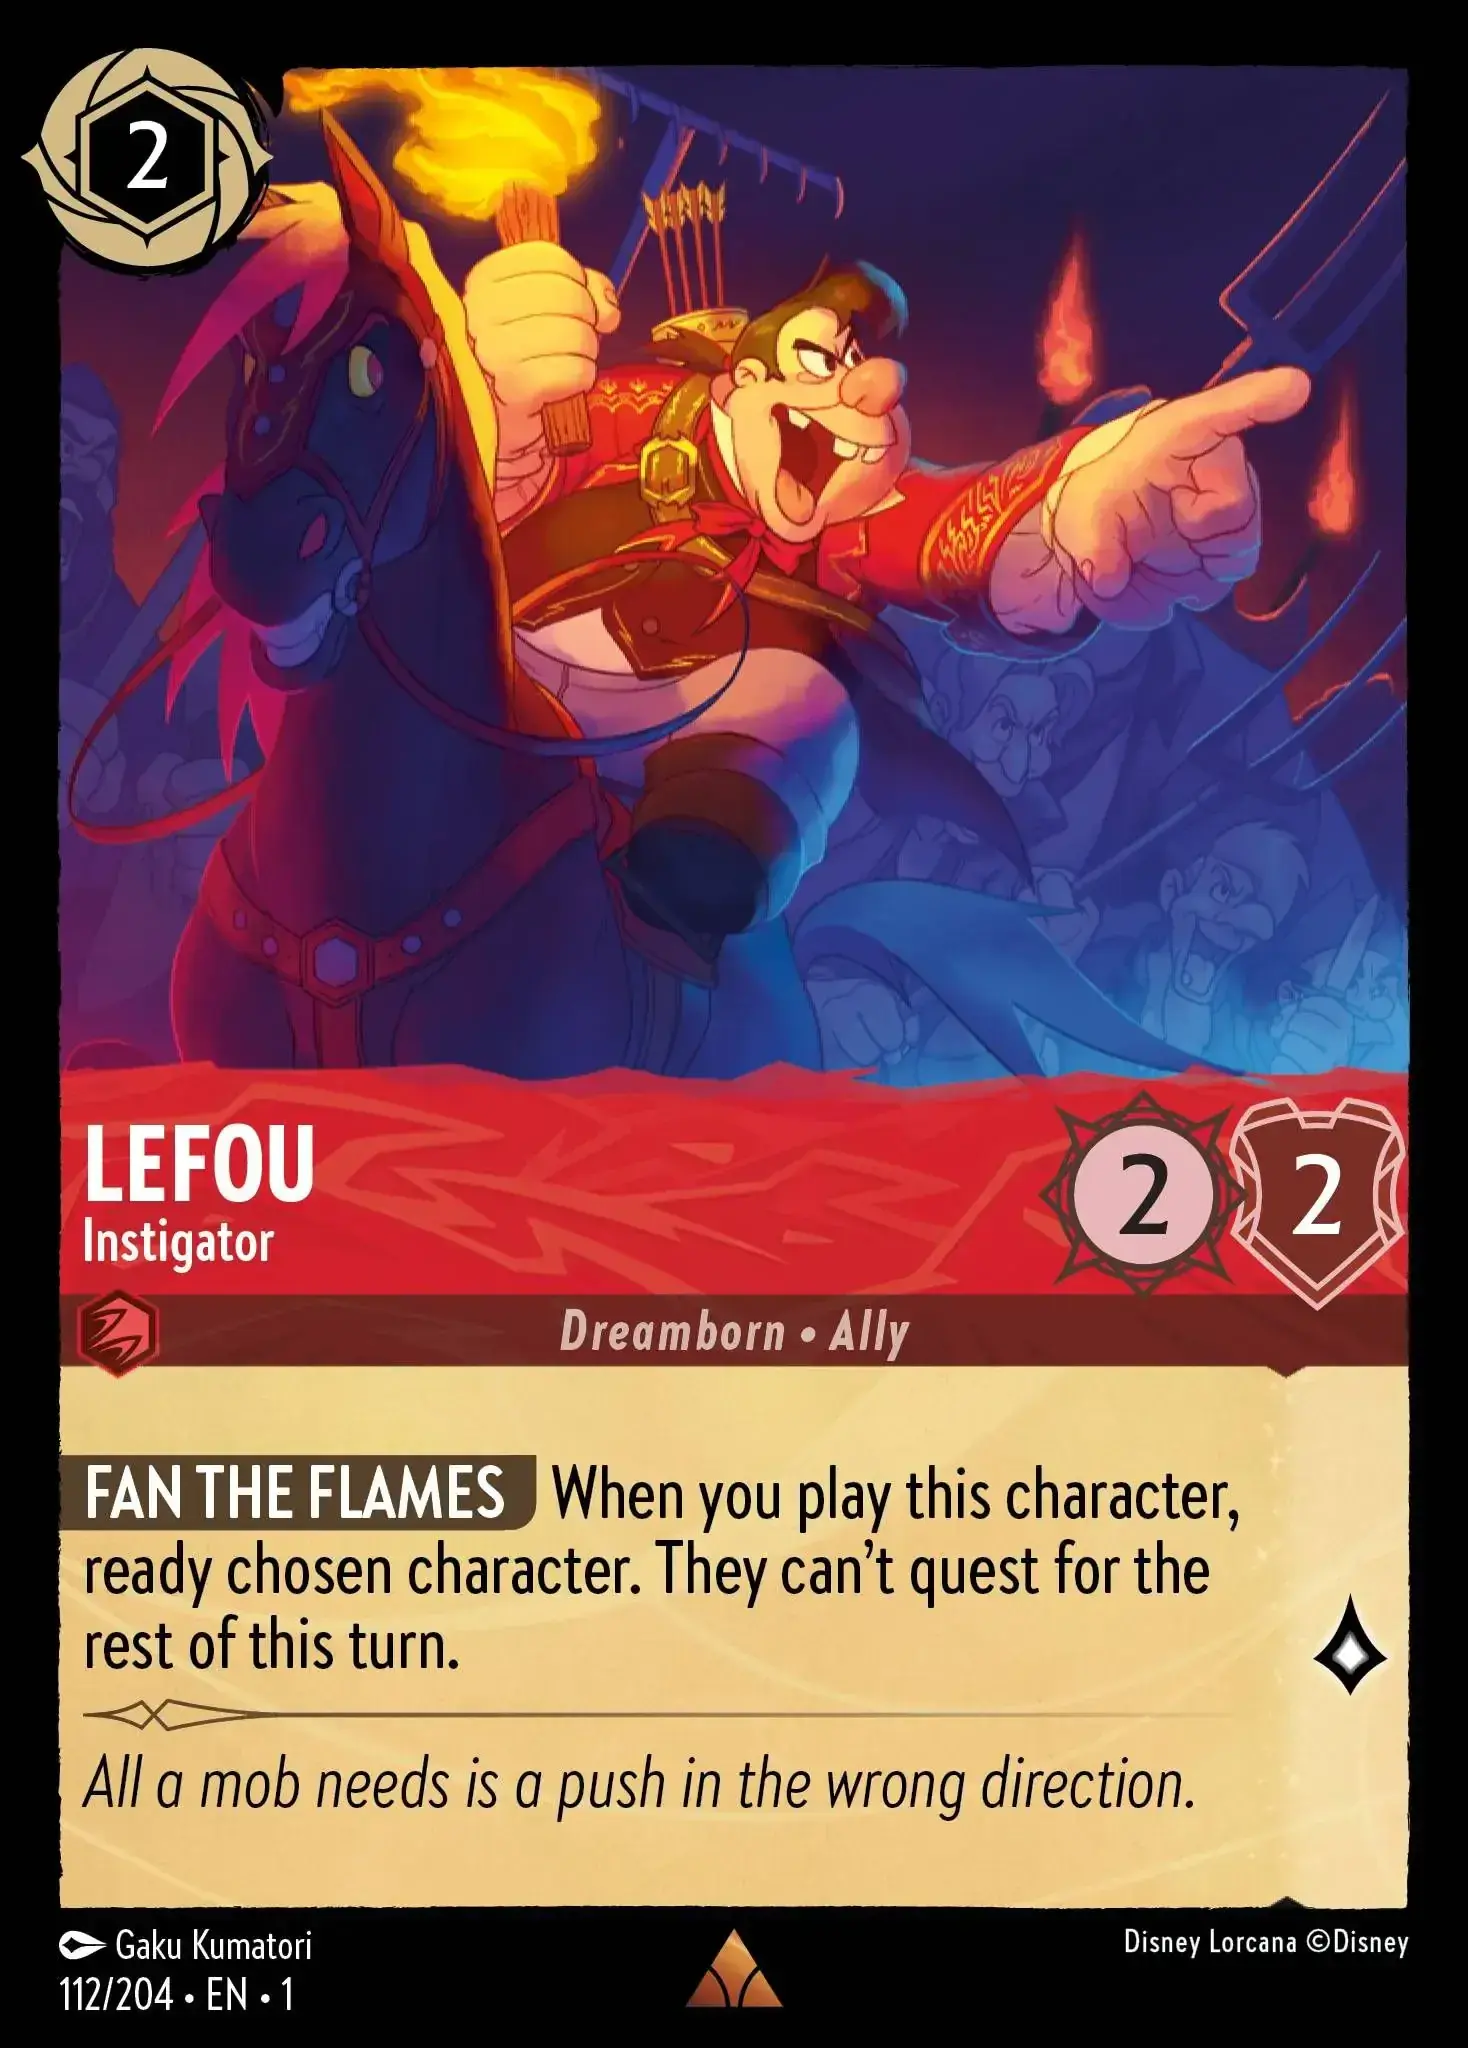 2
LEFOU
Instigator
2
2
Dreamborn • Ally
FAN THE FLAMES When you play this character,
ready chosen character. They can’t quest for the
rest of this turn.
All a mob needs is a push in the wrong direction.
Gaku Kumatori
112/204 • EN • 1
Disney Lorcana ©Disney